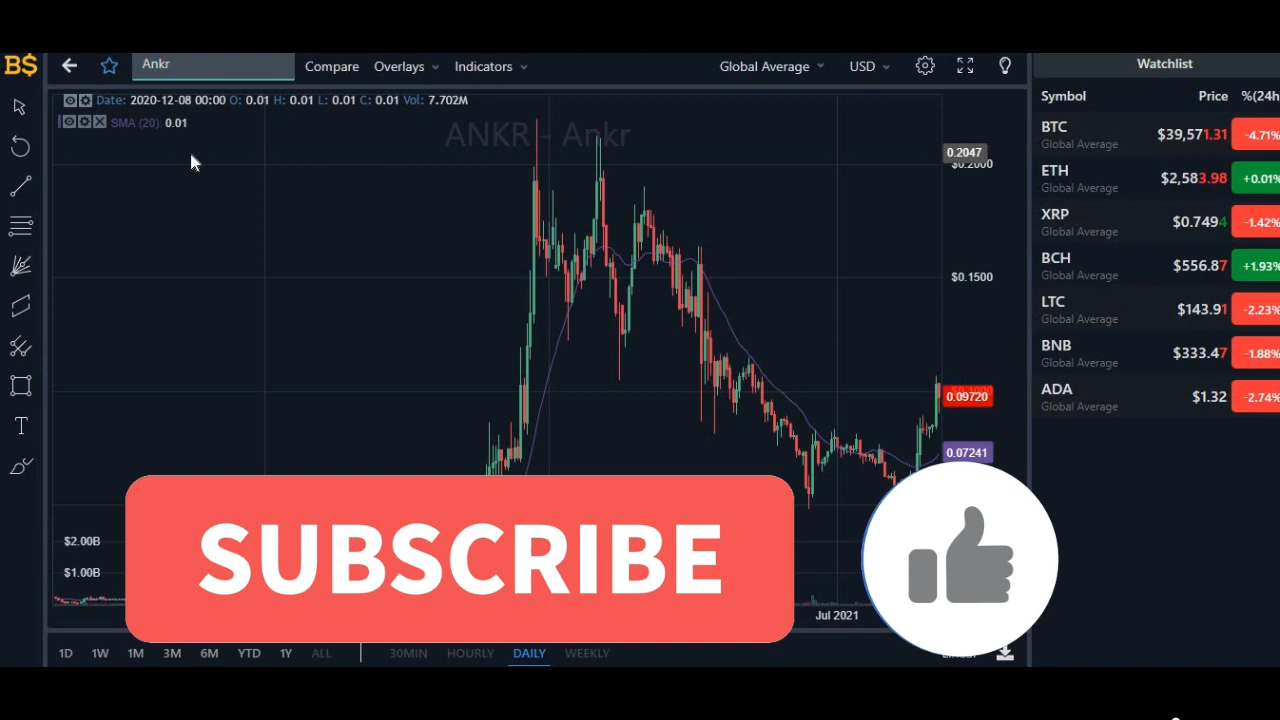 B$
Ankr Compare Overlays Indicators Global Average USD
Watchlist
Date: 2020-12-08 00:00 O: 0.01 H: 0.01 L: 0.01 C: 0.01 Vol: 7.702M
SMA (20): 0.01
ANKR - Ankr
0.2047
$0.2000
$0.1500
$0.1000
0.09720
0.07241
$2.00B
$1.00B
Jul 2021
SUBSCRIBE
1D 1W 1M 3M 6M YTD 1Y ALL 30MIN HOURLY DAILY WEEKLY
Symbol Price %(24h
BTC $39,571.31 -4.71%
Global Average
ETH $2,583.98 +0.01%
Global Average
XRP $0.7494 -1.42%
Global Average
BCH $556.87 +1.93%
Global Average
LTC $143.91 -2.23%
Global Average
BNB $333.47 -1.88%
Global Average
ADA $1.32 -2.74%
Global Average
T